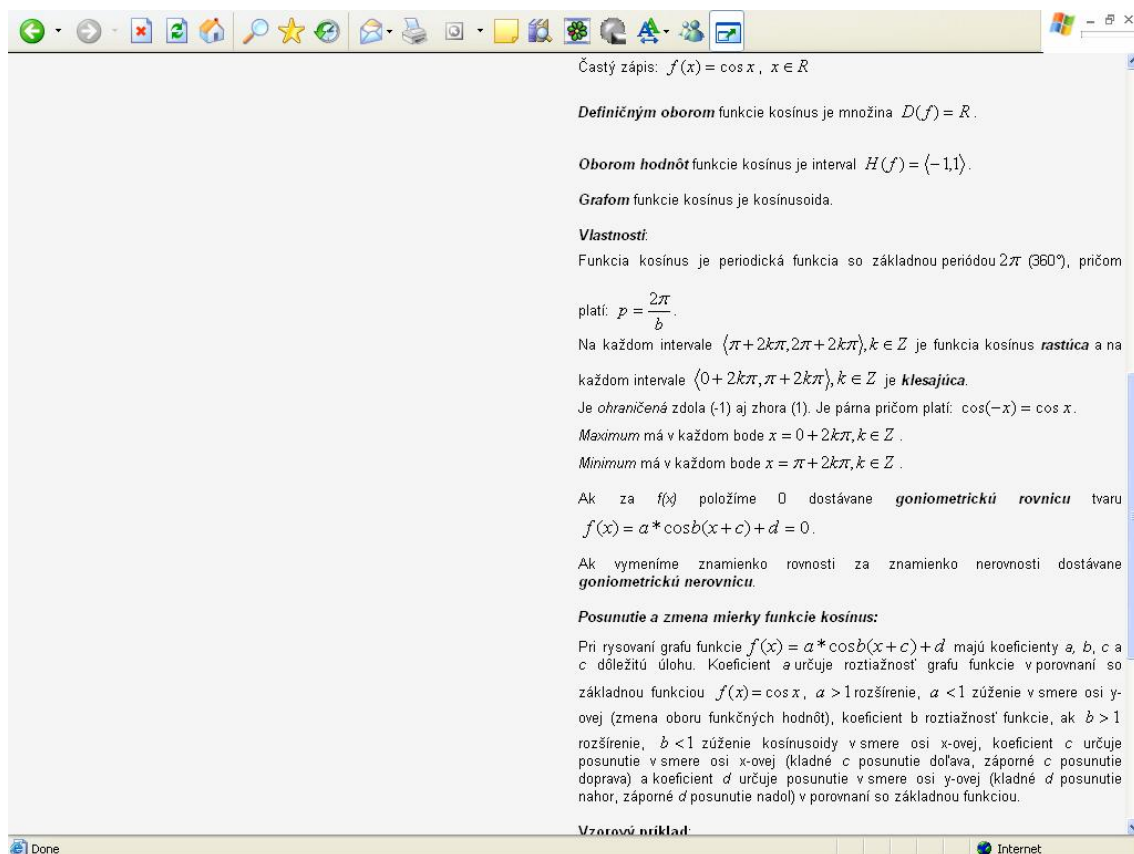 Častý zápis: f(x) = cos x, x ∈ R
Definičným oborom funkcie kosínus je množina D(f) = R.
Oborom hodnôt funkcie kosínus je interval H(f) = ⟨−1,1⟩.
Grafom funkcie kosínus je kosínusoida.
Vlastnosti:
Funkcia kosínus je periodická funkcia so základnou periódou 2π (360°), pričom
platí: p = 2π/b.
Na každom intervale ⟨π + 2kπ, 2π + 2kπ⟩, k ∈ Z je funkcia kosínus rastúca a na
každom intervale ⟨0 + 2kπ, π + 2kπ⟩, k ∈ Z je klesajúca.
Je ohraničená zdola (-1) aj zhora (1). Je párna pričom platí: cos(−x) = cos x.
Maximum má v každom bode x = 0 + 2kπ, k ∈ Z .
Minimum má v každom bode x = π + 2kπ, k ∈ Z .
Ak za f(x) položíme 0 dostávane goniometrickú rovnicu tvaru
f(x) = a * cosb(x + c) + d = 0.
Ak vymeníme znamienko rovnosti za znamienko nerovnosti dostávane
goniometrickú nerovnicu.
Posunutie a zmena mierky funkcie kosínus:
Pri rysovaní grafu funkcie f(x) = a * cosb(x + c) + d majú koeficienty a, b, c a
c dôležitú úlohu. Koeficient a určuje roztiažnosť grafu funkcie v porovnaní so
základnou funkciou f(x) = cos x, a > 1 rozšírenie, a < 1 zúženie v smere osi y-
ovej (zmena oboru funkčných hodnôt), koeficient b roztiažnosť funkcie, ak b > 1
rozšírenie, b < 1 zúženie kosínusoidy v smere osi x-ovej, koeficient c určuje
posunutie v smere osi x-ovej (kladné c posunutie doľava, záporné c posunutie
doprava) a koeficient d určuje posunutie v smere osi y-ovej (kladné d posunutie
nahor, záporné d posunutie nadol) v porovnaní so základnou funkciou.
Vzorový príklad:
Done
Internet